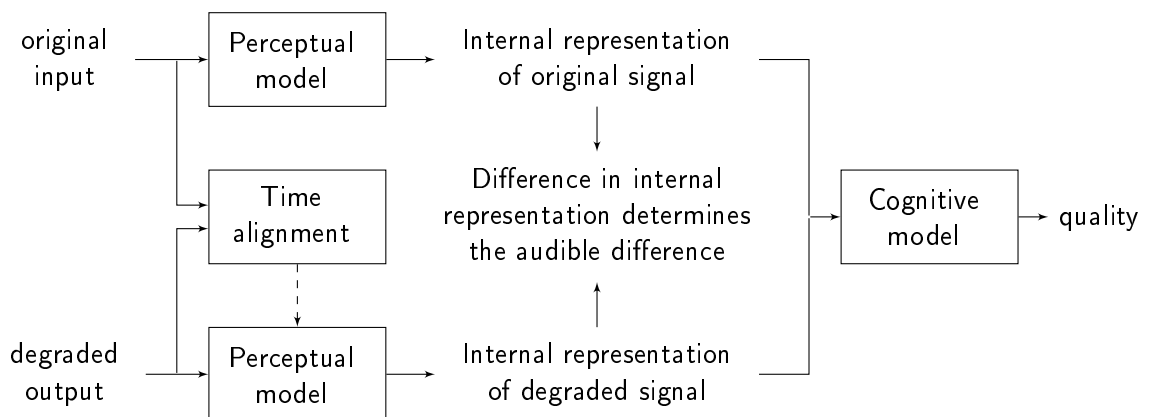 original
input
Perceptual
model
Internal representation
of original signal
Time
alignment
Difference in internal
representation determines
the audible difference
Cognitive
model
quality
degraded
output
Perceptual
model
Internal representation
of degraded signal